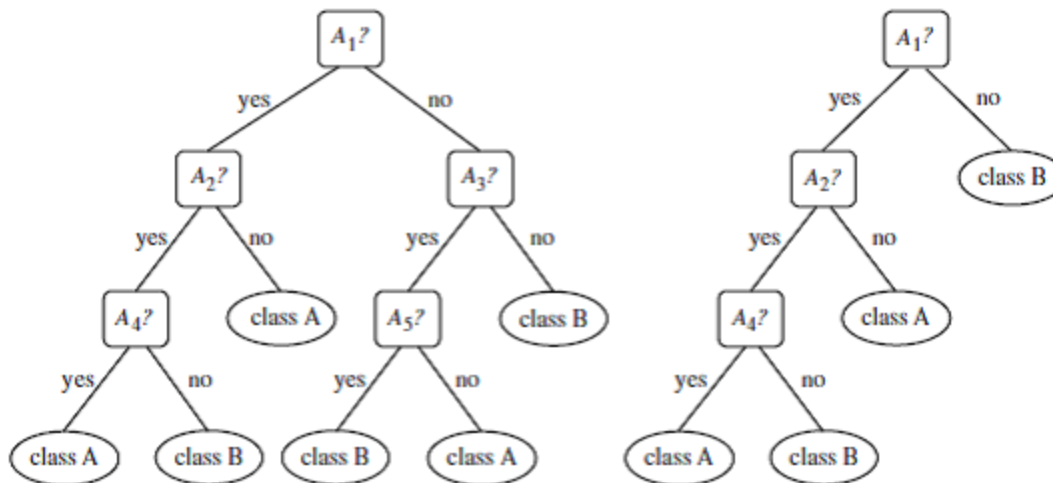 A1? A1?
yes no yes no
A2? A3? A2? class B
yes no yes no yes no
A4? class A A5? class B A4? class A
yes no yes no yes no
class A class B class B class A class A class B